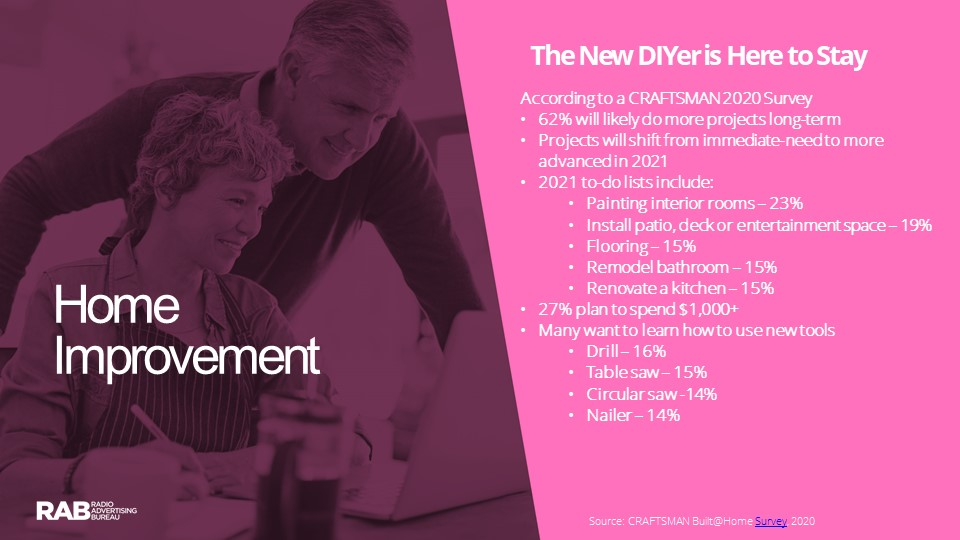 The New DIYer is Here to Stay
According to a CRAFTSMAN 2020 Survey
• 62% will likely do more projects long-term
• Projects will shift from immediate-need to more
advanced in 2021
• 2021 to-do lists include:
• Painting interior rooms – 23%
• Install patio, deck or entertainment space – 19%
• Flooring – 15%
• Remodel bathroom – 15%
• Renovate a kitchen – 15%
• 27% plan to spend $1,000+
• Many want to learn how to use new tools
• Drill – 16%
• Table saw – 15%
• Circular saw -14%
• Nailer – 14%
Home
Improvement
RAB RADIO
ADVERTISING
BUREAU
Source: CRAFTSMAN Built@Home Survey 2020